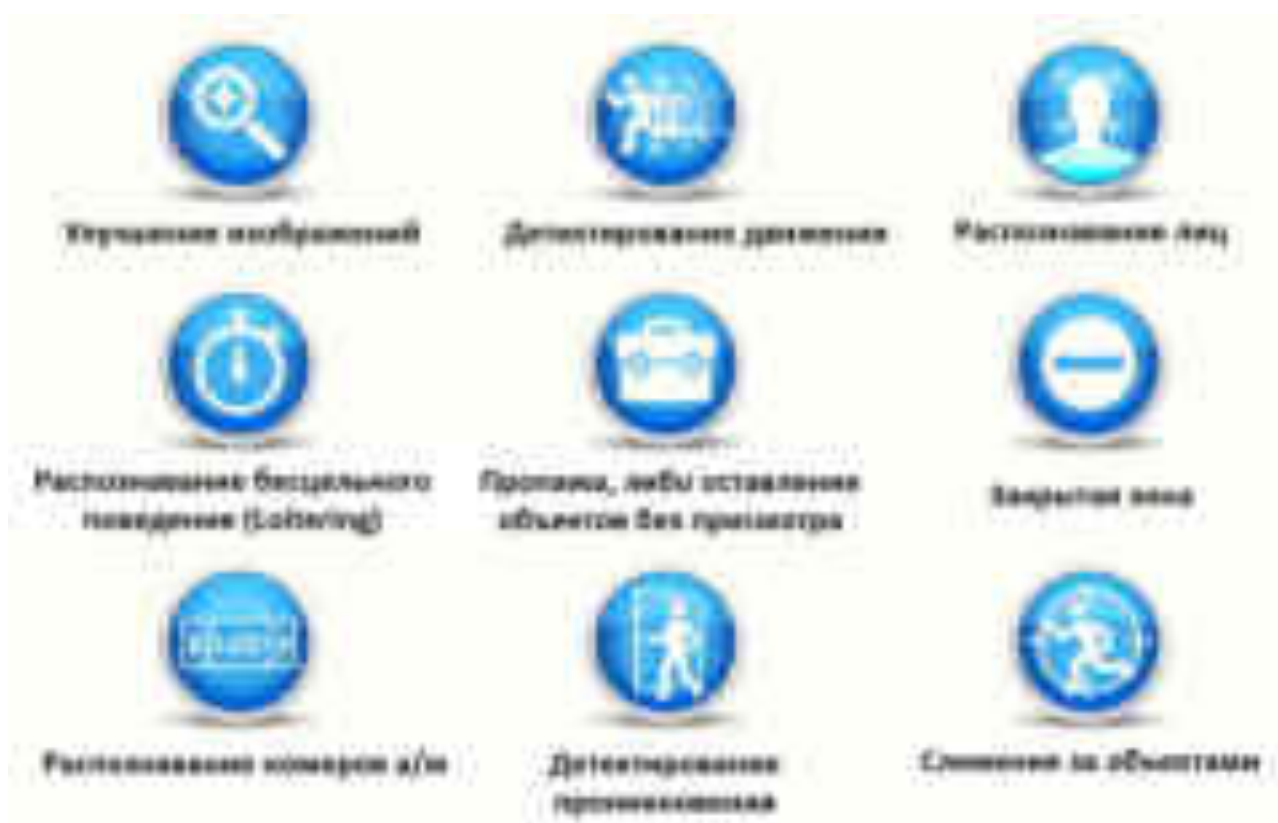 Улучшение изображений
Детектирование движения
Распознавание лиц
Распознавание бесцельного
поведения (Loitering)
Пропажа, либо оставление
объектов без присмотра
Закрытая зона
Распознавание номеров а/м
Детектирование
проникновения
Слежение за объектами